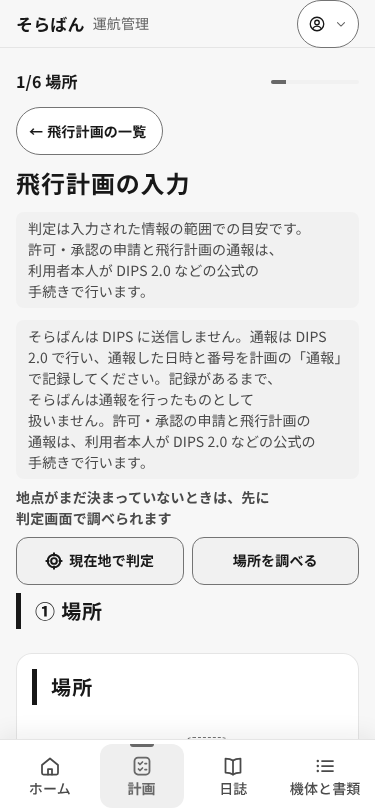 そらばん 運航管理
1/6 場所
← 飛行計画の一覧
飛行計画の入力
判定は入力された情報の範囲での目安です。
許可・承認の申請と飛行計画の通報は、
利用者本人が DIPS 2.0 などの公式の
手続きで行います。
そらばんは DIPS に送信しません。通報は DIPS
2.0 で行い、通報した日時と番号を計画の「通報」
で記録してください。記録があるまで、
そらばんは通報を行ったものとして
扱いません。許可・承認の申請と飛行計画の
通報は、利用者本人が DIPS 2.0 などの公式の
手続きで行います。
地点がまだ決まっていないときは、先に
判定画面で調べられます
現在地で判定 場所を調べる
① 場所
場所
ホーム 計画 日誌 機体と書類